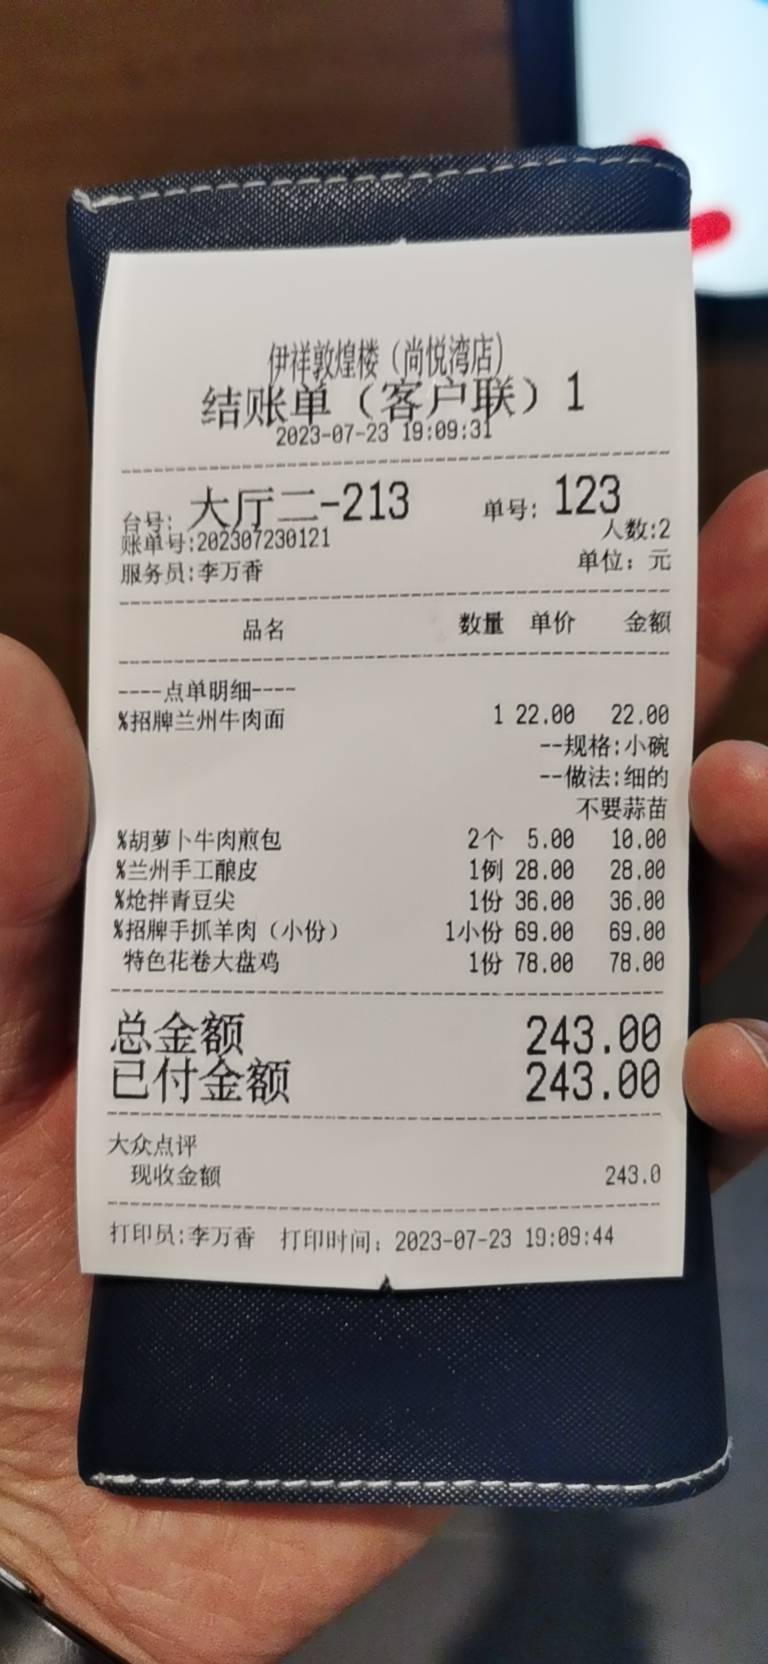 伊祥敦煌楼（尚悦湾店）
结账单（客户联）1
2023-07-23 19:09:31
台号: 大厅二-213 单号: 123
账单号:202307230121 人数:2
服务员:李万香 单位: 元
品名 数量 单价 金额
----点单明细----
%招牌兰州牛肉面 1 22.00 22.00
--规格:小碗
--做法:细的
不要蒜苗
%胡萝卜牛肉煎包 2个 5.00 10.00
%兰州手工酿皮 1例 28.00 28.00
%炝拌青豆尖 1份 36.00 36.00
%招牌手抓羊肉（小份） 1小份 69.00 69.00
特色花卷大盘鸡 1份 78.00 78.00
总金额 243.00
已付金额 243.00
大众点评
现收金额 243.0
打印员:李万香 打印时间: 2023-07-23 19:09:44